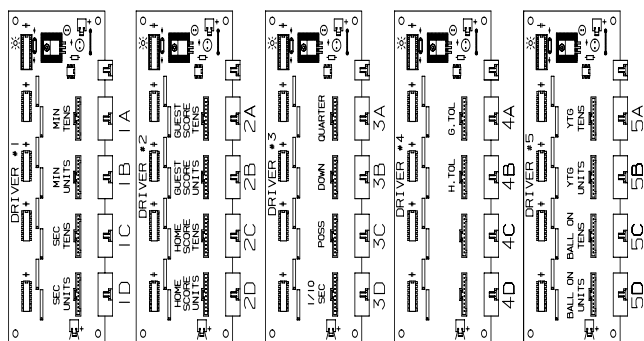 DRIVER #1
MIN
TENS
1A
MIN
UNITS
1B
SEC
TENS
1C
SEC
UNITS
1D
DRIVER #2
GUEST
SCORE
TENS
2A
GUEST
SCORE
UNITS
2B
HOME
SCORE
TENS
2C
HOME
SCORE
UNITS
2D
DRIVER #3
QUARTER
3A
DOWN
3B
POSS
3C
1/10
SEC
3D
DRIVER #4
G.TOL
4A
H.TOL
4B
4C
4D
DRIVER #5
YTG
TENS
5A
YTG
UNITS
5B
BALL ON
TENS
5C
BALL ON
UNITS
5D